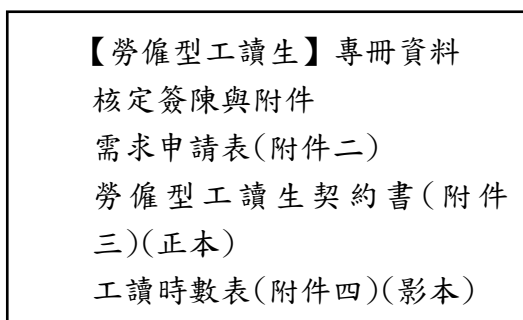 【勞僱型工讀生】專冊資料
核定簽陳與附件
需求申請表(附件二)
勞僱型工讀生契約書(附件
三)(正本)
工讀時數表(附件四)(影本)